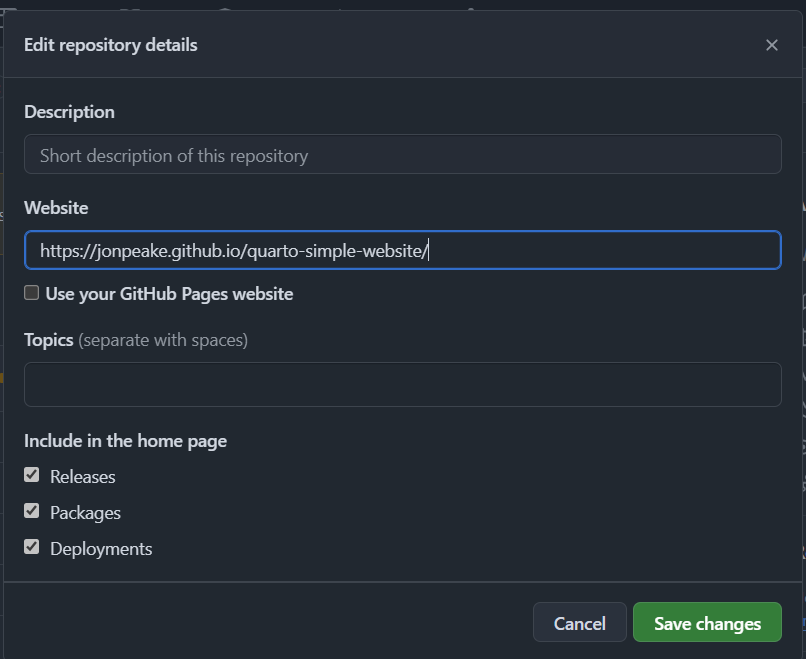 Edit repository details
Description
Short description of this repository
Website
https://jonpeake.github.io/quarto-simple-website/
Use your GitHub Pages website
Topics (separate with spaces)
Include in the home page
Releases
Packages
Deployments
Cancel Save changes